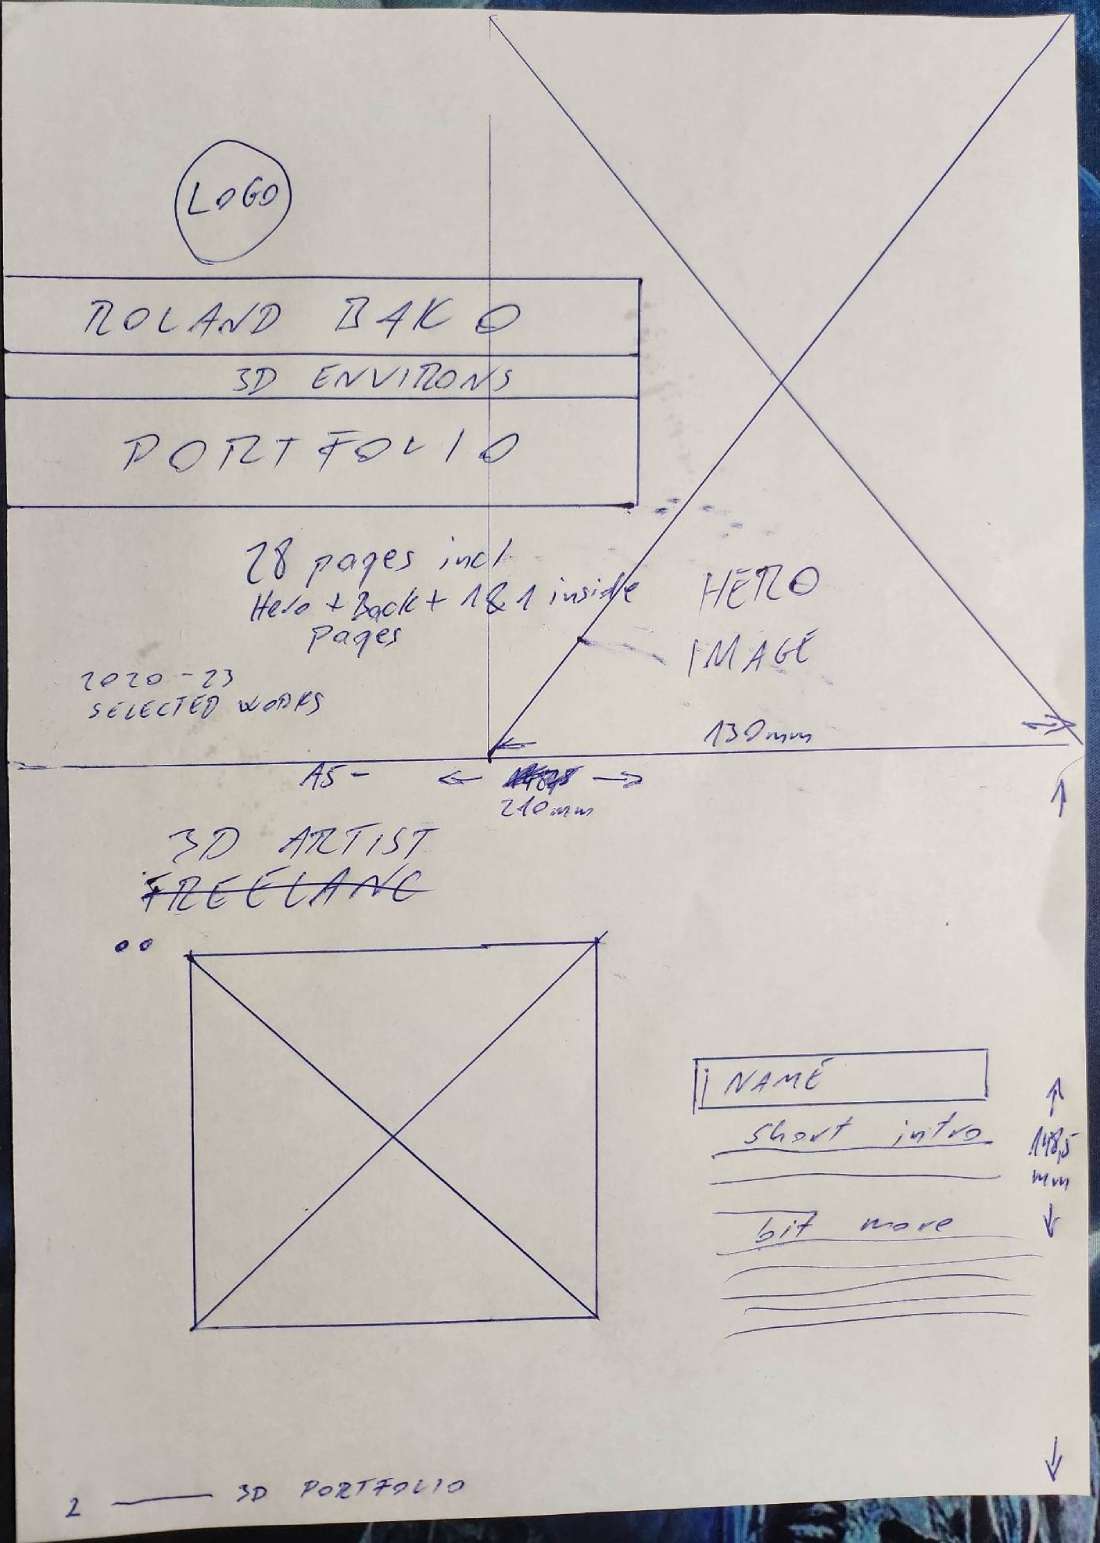 LOGO
ROLAND BAKO
3D ENVIRONS
PORTFOLIO
28 pages incl
Hero + Back + 1&1 inside
pages
HERO
IMAGE
2020-23
SELECTED WORKS
130mm
A5-
210mm
3D ARTIST
FREELANC
NAME
short intro
148,5
mm
bit more
2 —— 3D PORTFOLIO